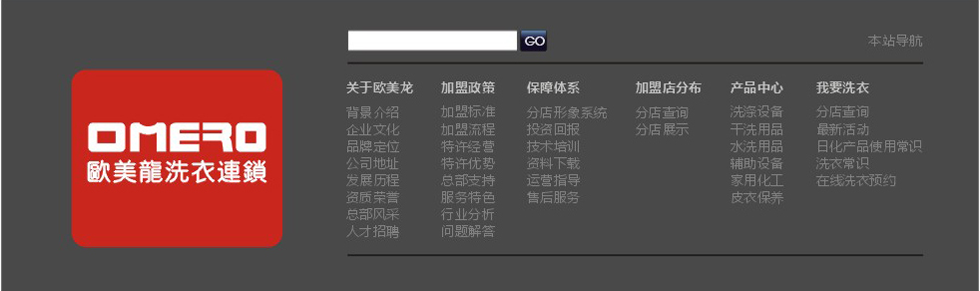 GO
本站导航
OMERO
歐美龍洗衣連鎖
关于欧美龙
背景介绍
企业文化
品牌定位
公司地址
发展历程
资质荣誉
总部风采
人才招聘
加盟政策
加盟标准
加盟流程
特许经营
特许优势
总部支持
服务特色
行业分析
问题解答
保障体系
分店形象系统
投资回报
技术培训
资料下载
运营指导
售后服务
加盟店分布
分店查询
分店展示
产品中心
洗涤设备
干洗用品
水洗用品
辅助设备
家用化工
皮衣保养
我要洗衣
分店查询
最新活动
日化产品使用常识
洗衣常识
在线洗衣预约